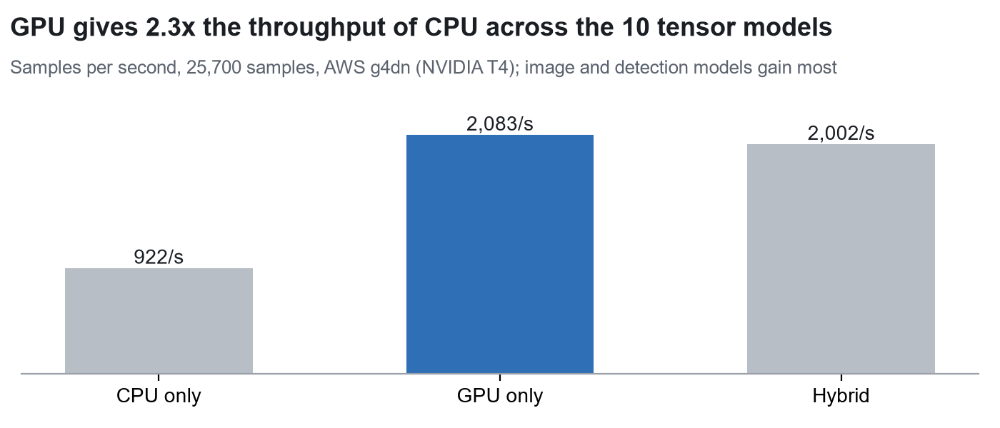 GPU gives 2.3x the throughput of CPU across the 10 tensor models
Samples per second, 25,700 samples, AWS g4dn (NVIDIA T4); image and detection models gain most
922/s
2,083/s
2,002/s
CPU only
GPU only
Hybrid